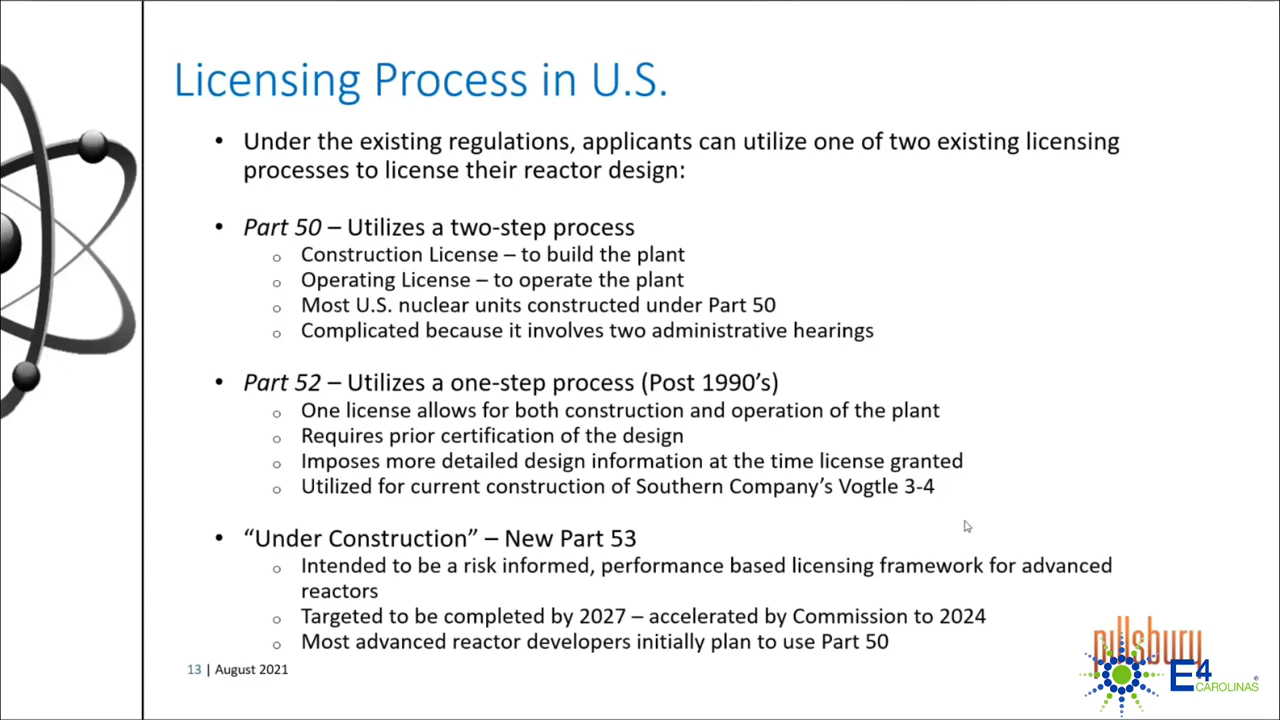 Licensing Process in U.S.
• Under the existing regulations, applicants can utilize one of two existing licensing
processes to license their reactor design:
• Part 50 – Utilizes a two-step process
o Construction License – to build the plant
o Operating License – to operate the plant
o Most U.S. nuclear units constructed under Part 50
o Complicated because it involves two administrative hearings
• Part 52 – Utilizes a one-step process (Post 1990’s)
o One license allows for both construction and operation of the plant
o Requires prior certification of the design
o Imposes more detailed design information at the time license granted
o Utilized for current construction of Southern Company’s Vogtle 3-4
• “Under Construction” – New Part 53
o Intended to be a risk informed, performance based licensing framework for advanced
reactors
o Targeted to be completed by 2027 – accelerated by Commission to 2024
o Most advanced reactor developers initially plan to use Part 50
13 | August 2021
pillsbury
E4
CAROLINAS